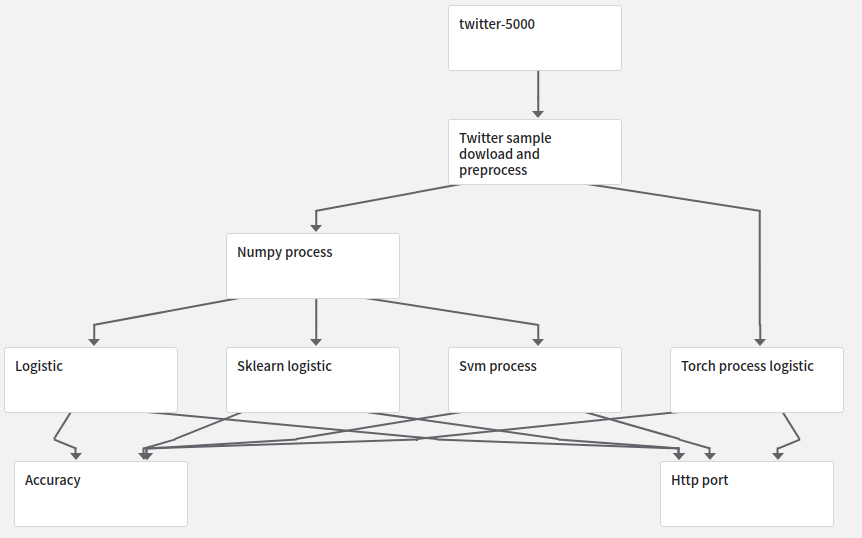 twitter-5000
Twitter sample
dowload and
preprocess
Numpy process
Logistic
Sklearn logistic
Svm process
Torch process logistic
Accuracy
Http port